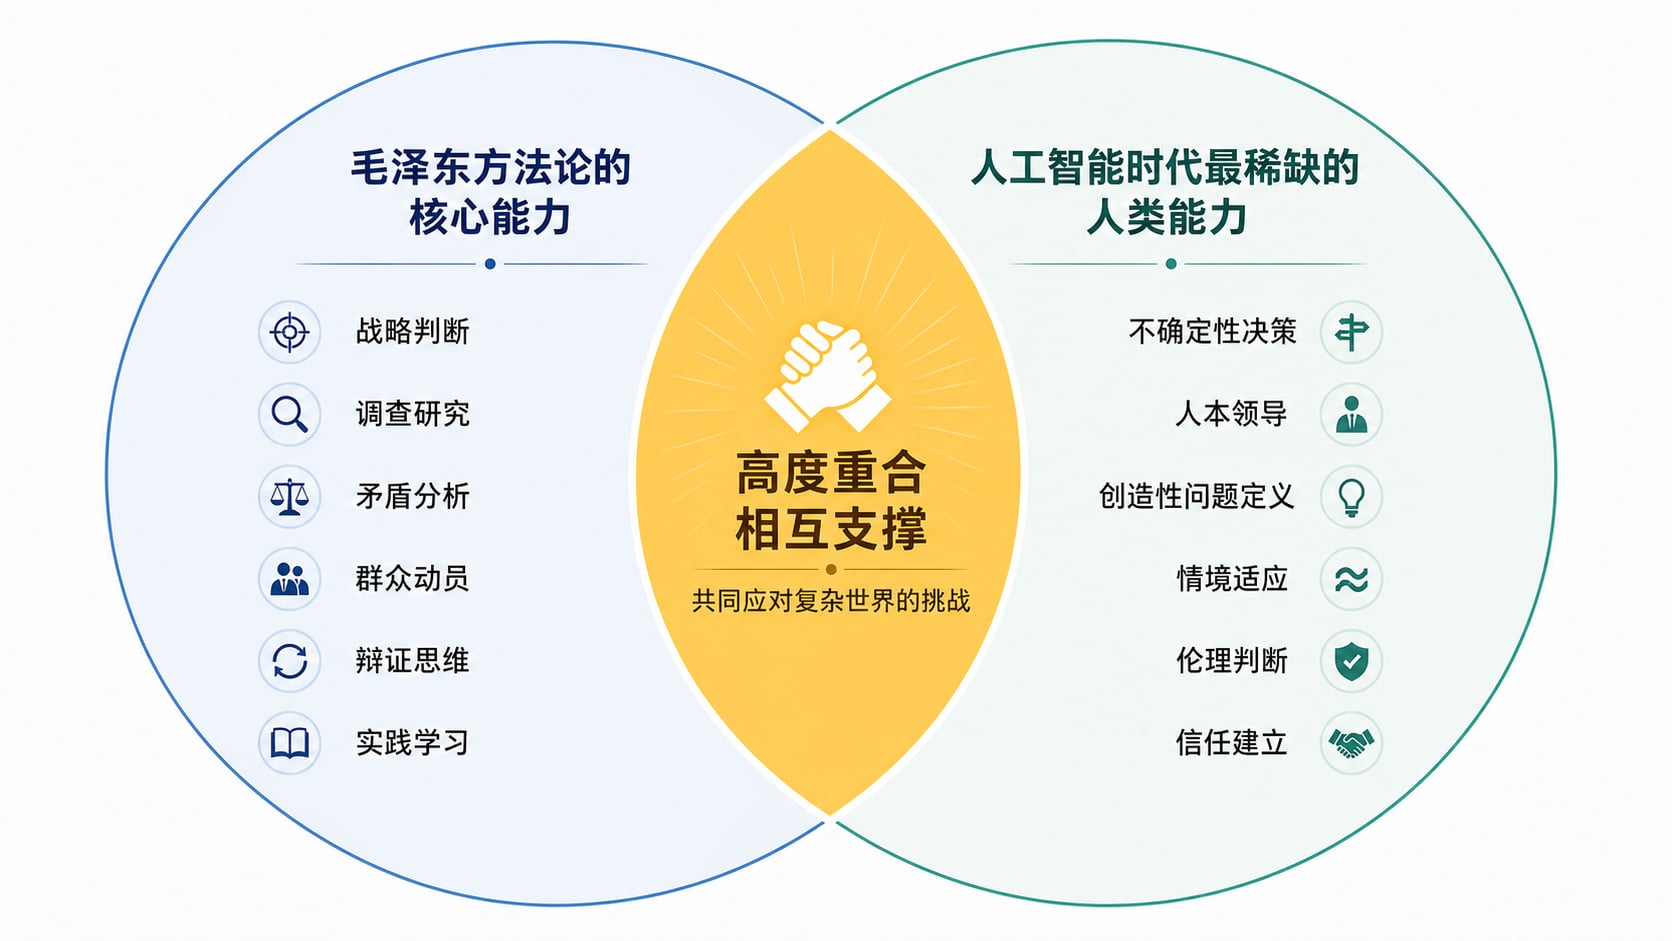 毛泽东方法论的
核心能力
战略判断
调查研究
矛盾分析
群众动员
辩证思维
实践学习
高度重合
相互支撑
共同应对复杂世界的挑战
人工智能时代最稀缺的
人类能力
不确定性决策
人本领导
创造性问题定义
情境适应
伦理判断
信任建立